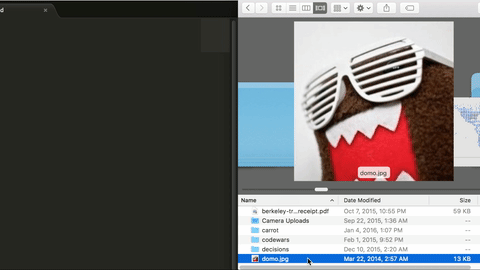 d
domo.jpg
Name Date Modified Size
berkeley-tr...receipt.pdf Oct 7, 2015, 10:55 PM 59 KB
Camera Uploads Sep 22, 2015, 1:36 AM --
carrot Jan 4, 2016, 1:07 PM --
codewars Feb 1, 2015, 9:52 PM --
decisions Dec 10, 2015, 2:20 AM --
domo.jpg Mar 22, 2014, 2:57 AM 13 KB